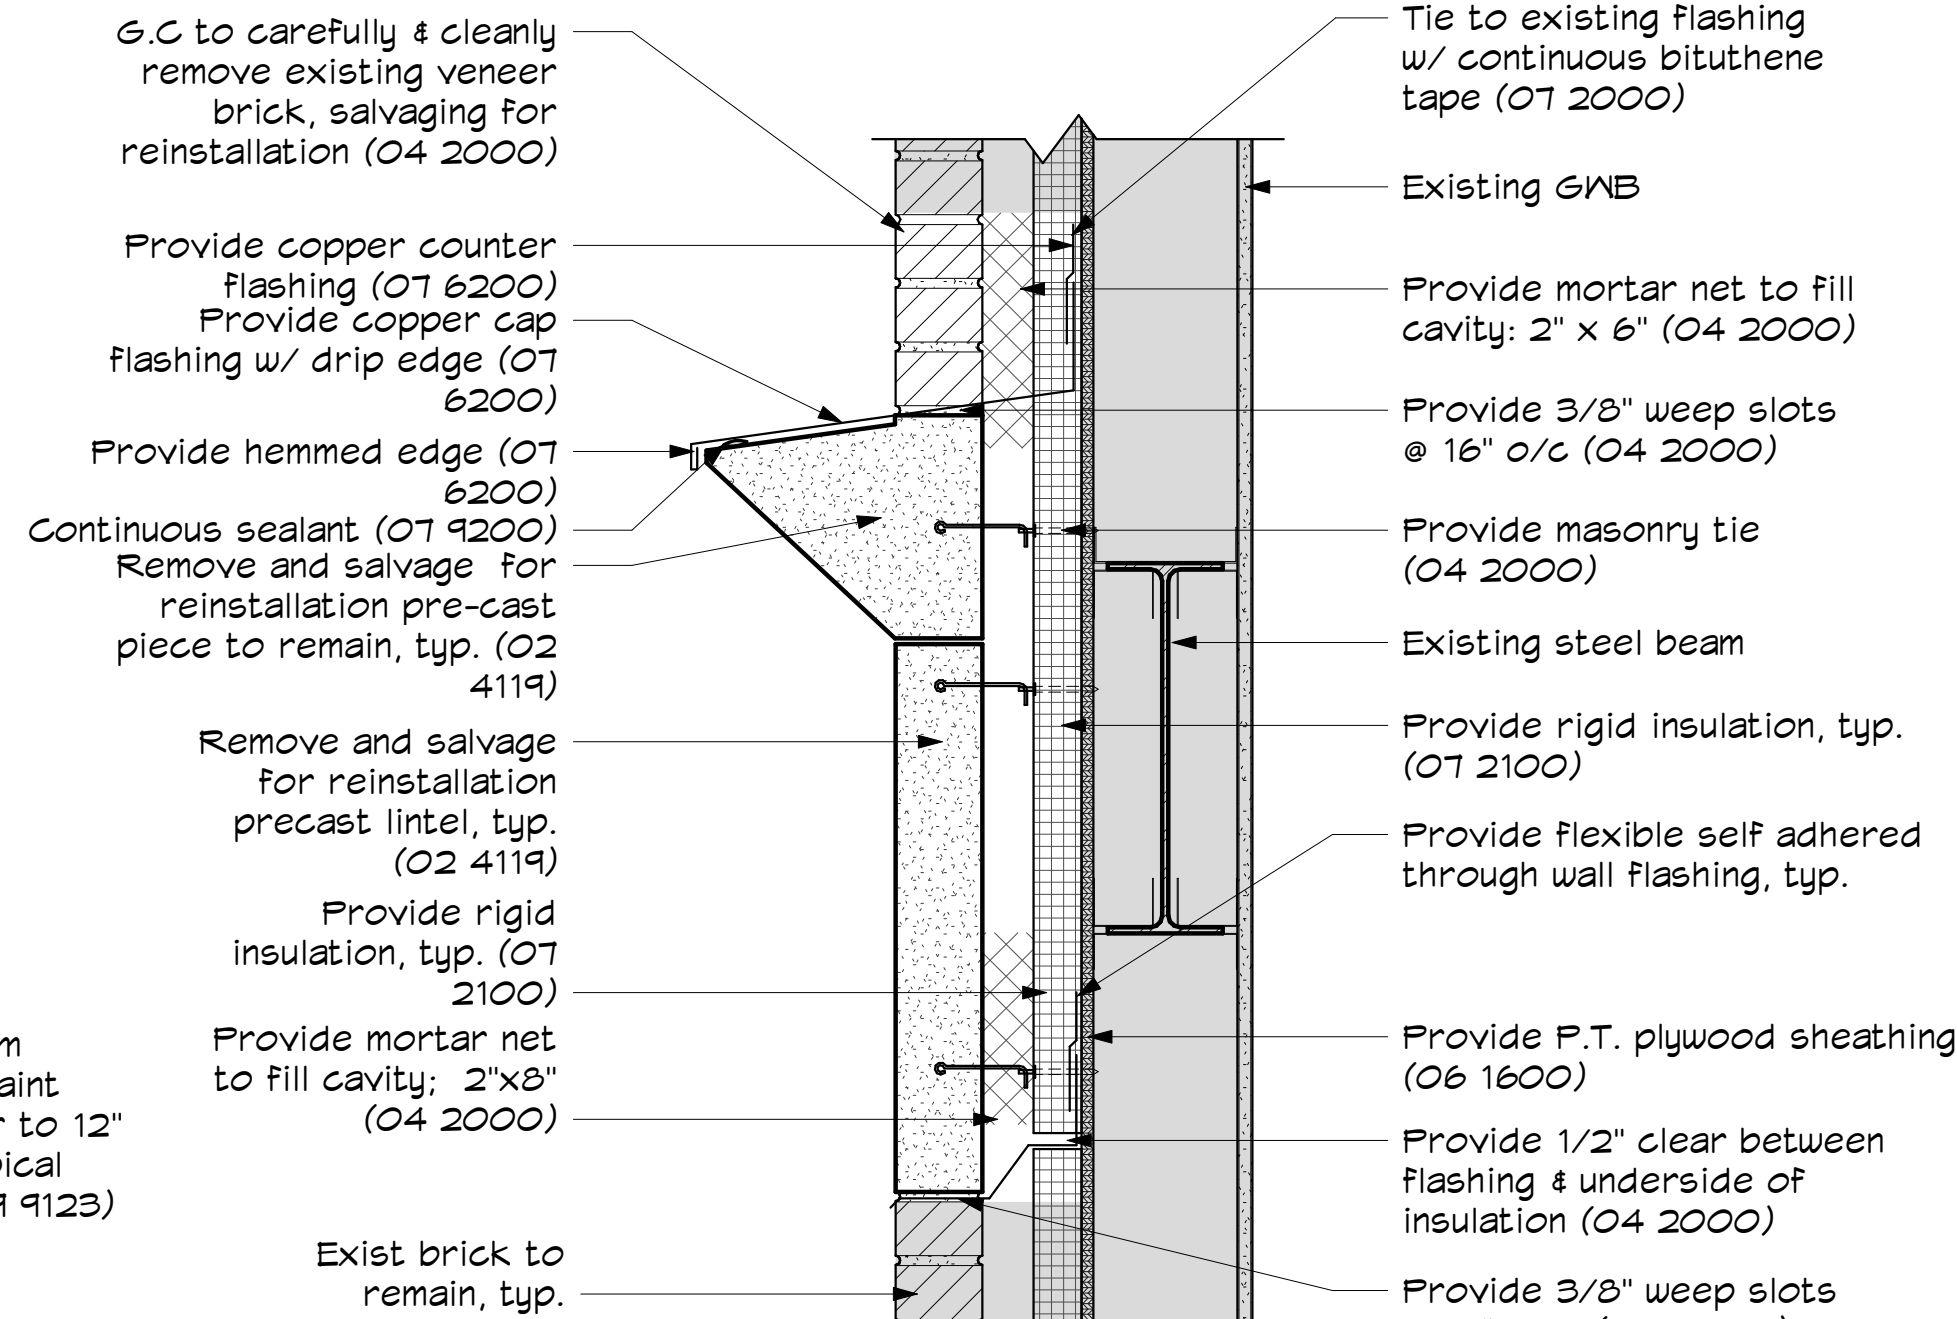 G.C to carefully & cleanly
remove existing veneer
brick, salvaging for
reinstallation (04 2000)
Provide copper counter
flashing (07 6200)
Provide copper cap
flashing w/ drip edge (07
6200)
Provide hemmed edge (07
6200)
Continuous sealant (07 9200)
Remove and salvage for
reinstallation pre-cast
piece to remain, typ. (02
4119)
Remove and salvage
for reinstallation
precast lintel, typ.
(02 4119)
Provide rigid
insulation, typ. (07
2100)
Provide mortar net
to fill cavity; 2"x8"
(04 2000)
to 12"
9123)
Exist brick to
remain, typ.
Tie to existing flashing
w/ continuous bituthene
tape (07 2000)
Existing GWB
Provide mortar net to fill
cavity: 2" x 6" (04 2000)
Provide 3/8" weep slots
@ 16" o/c (04 2000)
Provide masonry tie
(04 2000)
Existing steel beam
Provide rigid insulation, typ.
(07 2100)
Provide flexible self adhered
through wall flashing, typ.
Provide P.T. plywood sheathing
(06 1600)
Provide 1/2" clear between
flashing & underside of
insulation (04 2000)
Provide 3/8" weep slots